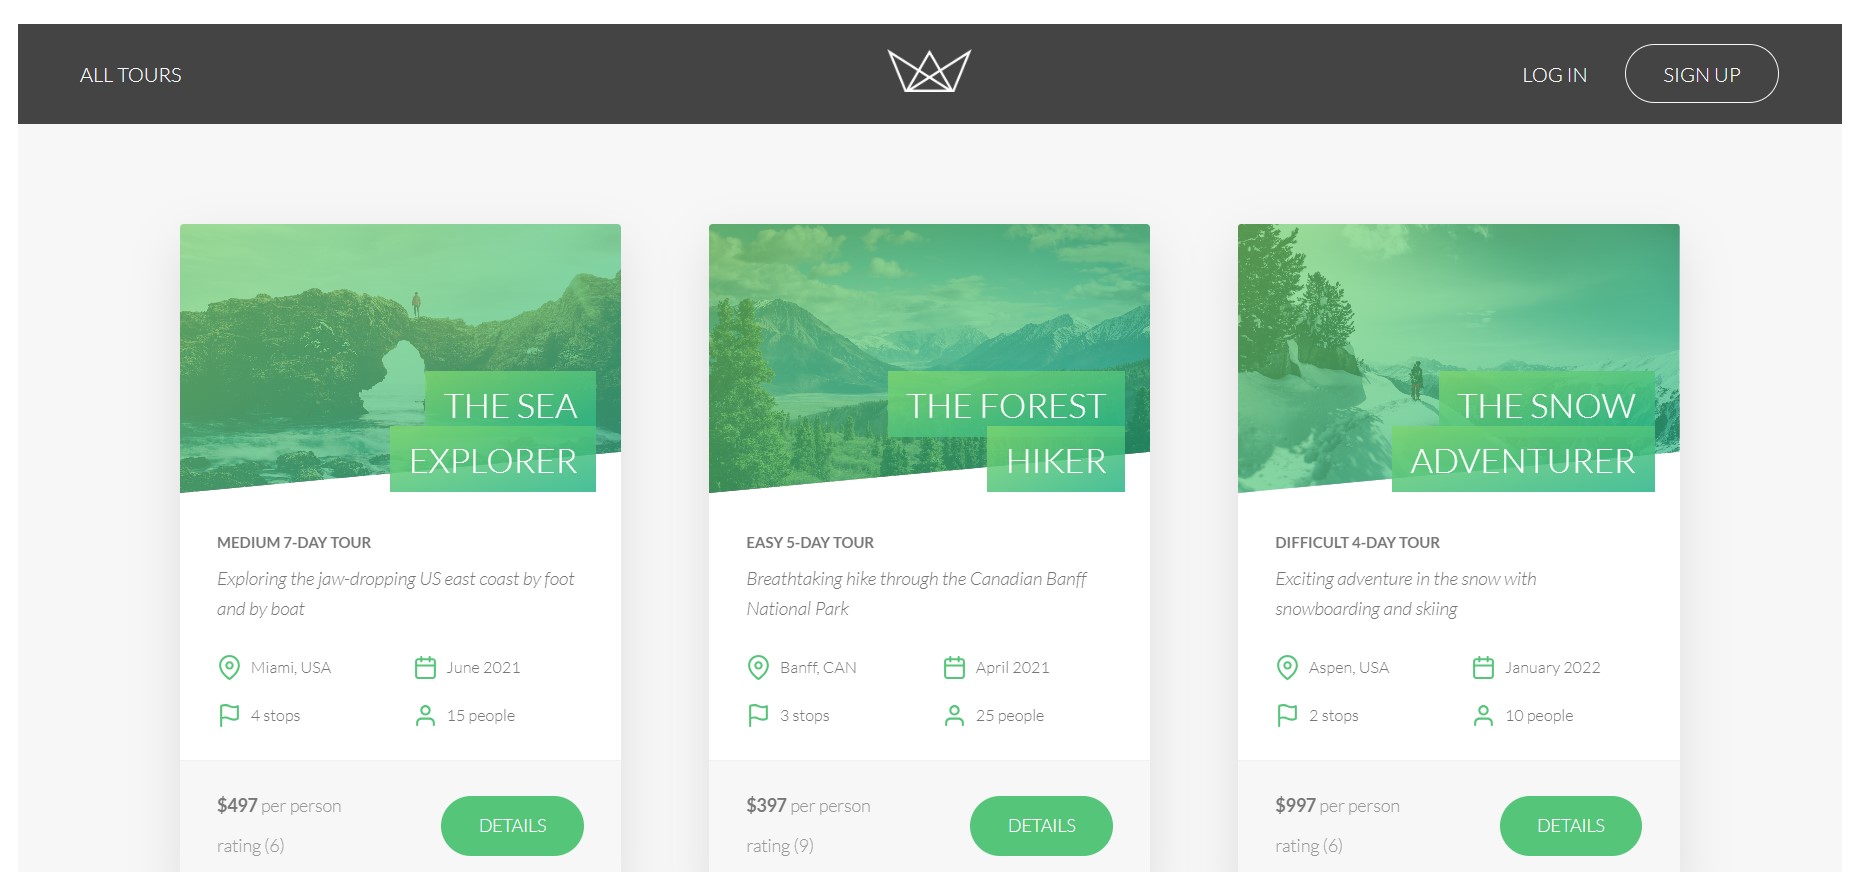 ALL TOURS
LOG IN
SIGN UP
THE SEA
EXPLORER
MEDIUM 7-DAY TOUR
Exploring the jaw-dropping US east coast by foot
and by boat
Miami, USA
June 2021
4 stops
15 people
$497 per person
rating (6)
DETAILS
THE FOREST
HIKER
EASY 5-DAY TOUR
Breathtaking hike through the Canadian Banff
National Park
Banff, CAN
April 2021
3 stops
25 people
$397 per person
rating (9)
DETAILS
THE SNOW
ADVENTURER
DIFFICULT 4-DAY TOUR
Exciting adventure in the snow with
snowboarding and skiing
Aspen, USA
January 2022
2 stops
10 people
$997 per person
rating (6)
DETAILS